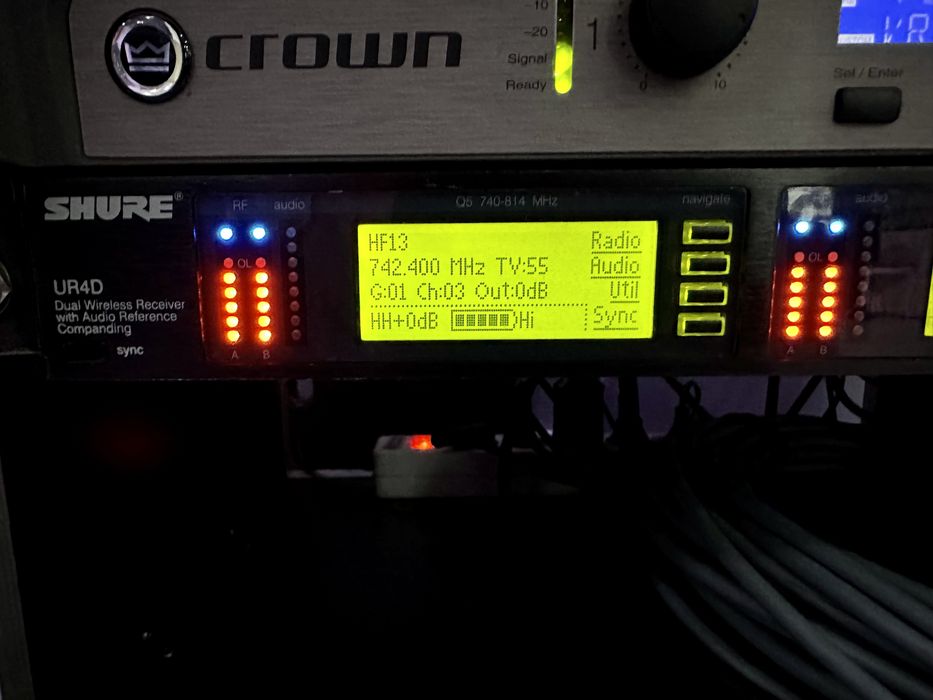 crown
-10
-20
Signal
Ready
1
0
10
Sel / Enter
SHURE®
UR4D
Dual Wireless Receiver
with Audio Reference
Companding
sync
RF
audio
OL
A
B
Q5 740-814 MHz
HF13
742.400 MHz TV:55
G:01 Ch:03 Out:0dB
HH+0dB
Hi
Radio
Audio
Util
Sync
navigate
audio
OL
A
B